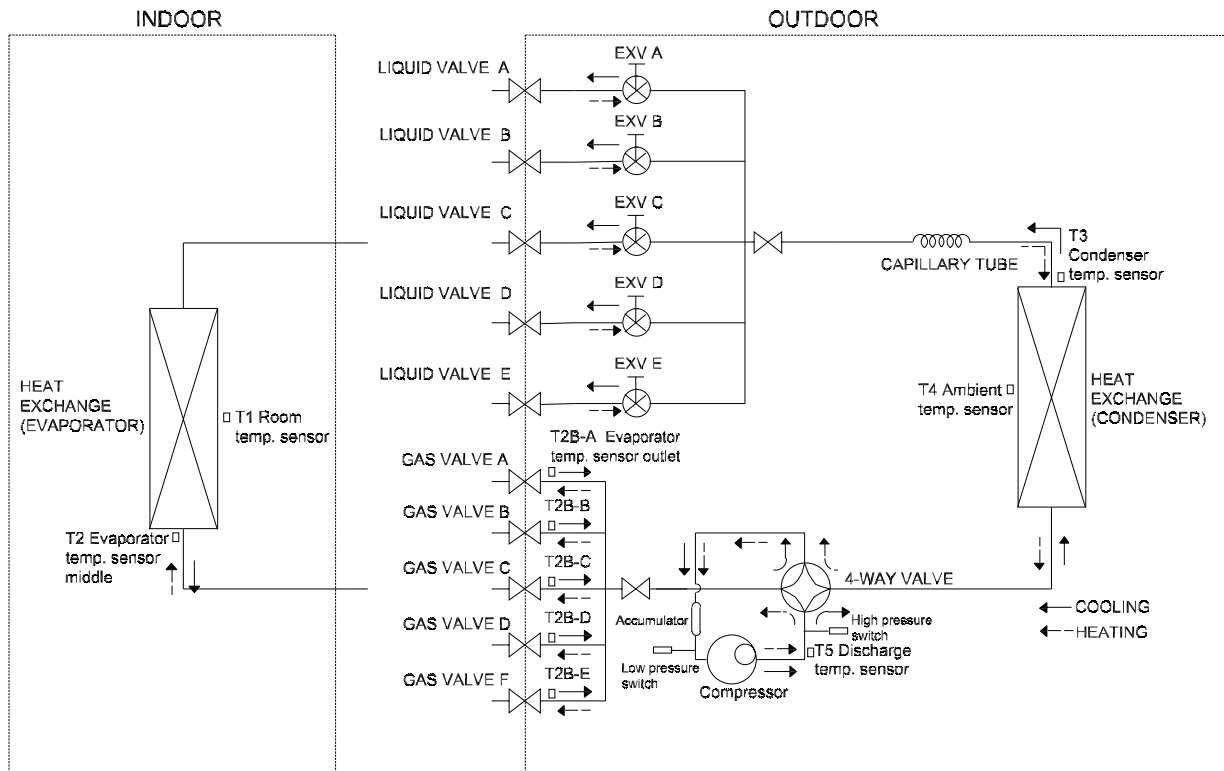 INDOOR
OUTDOOR
LIQUID VALVE A
EXV A
LIQUID VALVE B
EXV B
LIQUID VALVE C
EXV C
LIQUID VALVE D
EXV D
LIQUID VALVE E
EXV E
CAPILLARY TUBE
T3
Condenser
temp. sensor
HEAT
EXCHANGE
(EVAPORATOR)
T1 Room
temp. sensor
T4 Ambient
temp. sensor
HEAT
EXCHANGE
(CONDENSER)
T2B-A Evaporator
temp. sensor outlet
GAS VALVE A
GAS VALVE B
T2B-B
T2 Evaporator
temp. sensor
middle
GAS VALVE C
T2B-C
4-WAY VALVE
GAS VALVE D
T2B-D
Accumulator
High pressure
switch
COOLING
HEATING
GAS VALVE F
T2B-E
Low pressure
switch
Compressor
T5 Discharge
temp. sensor